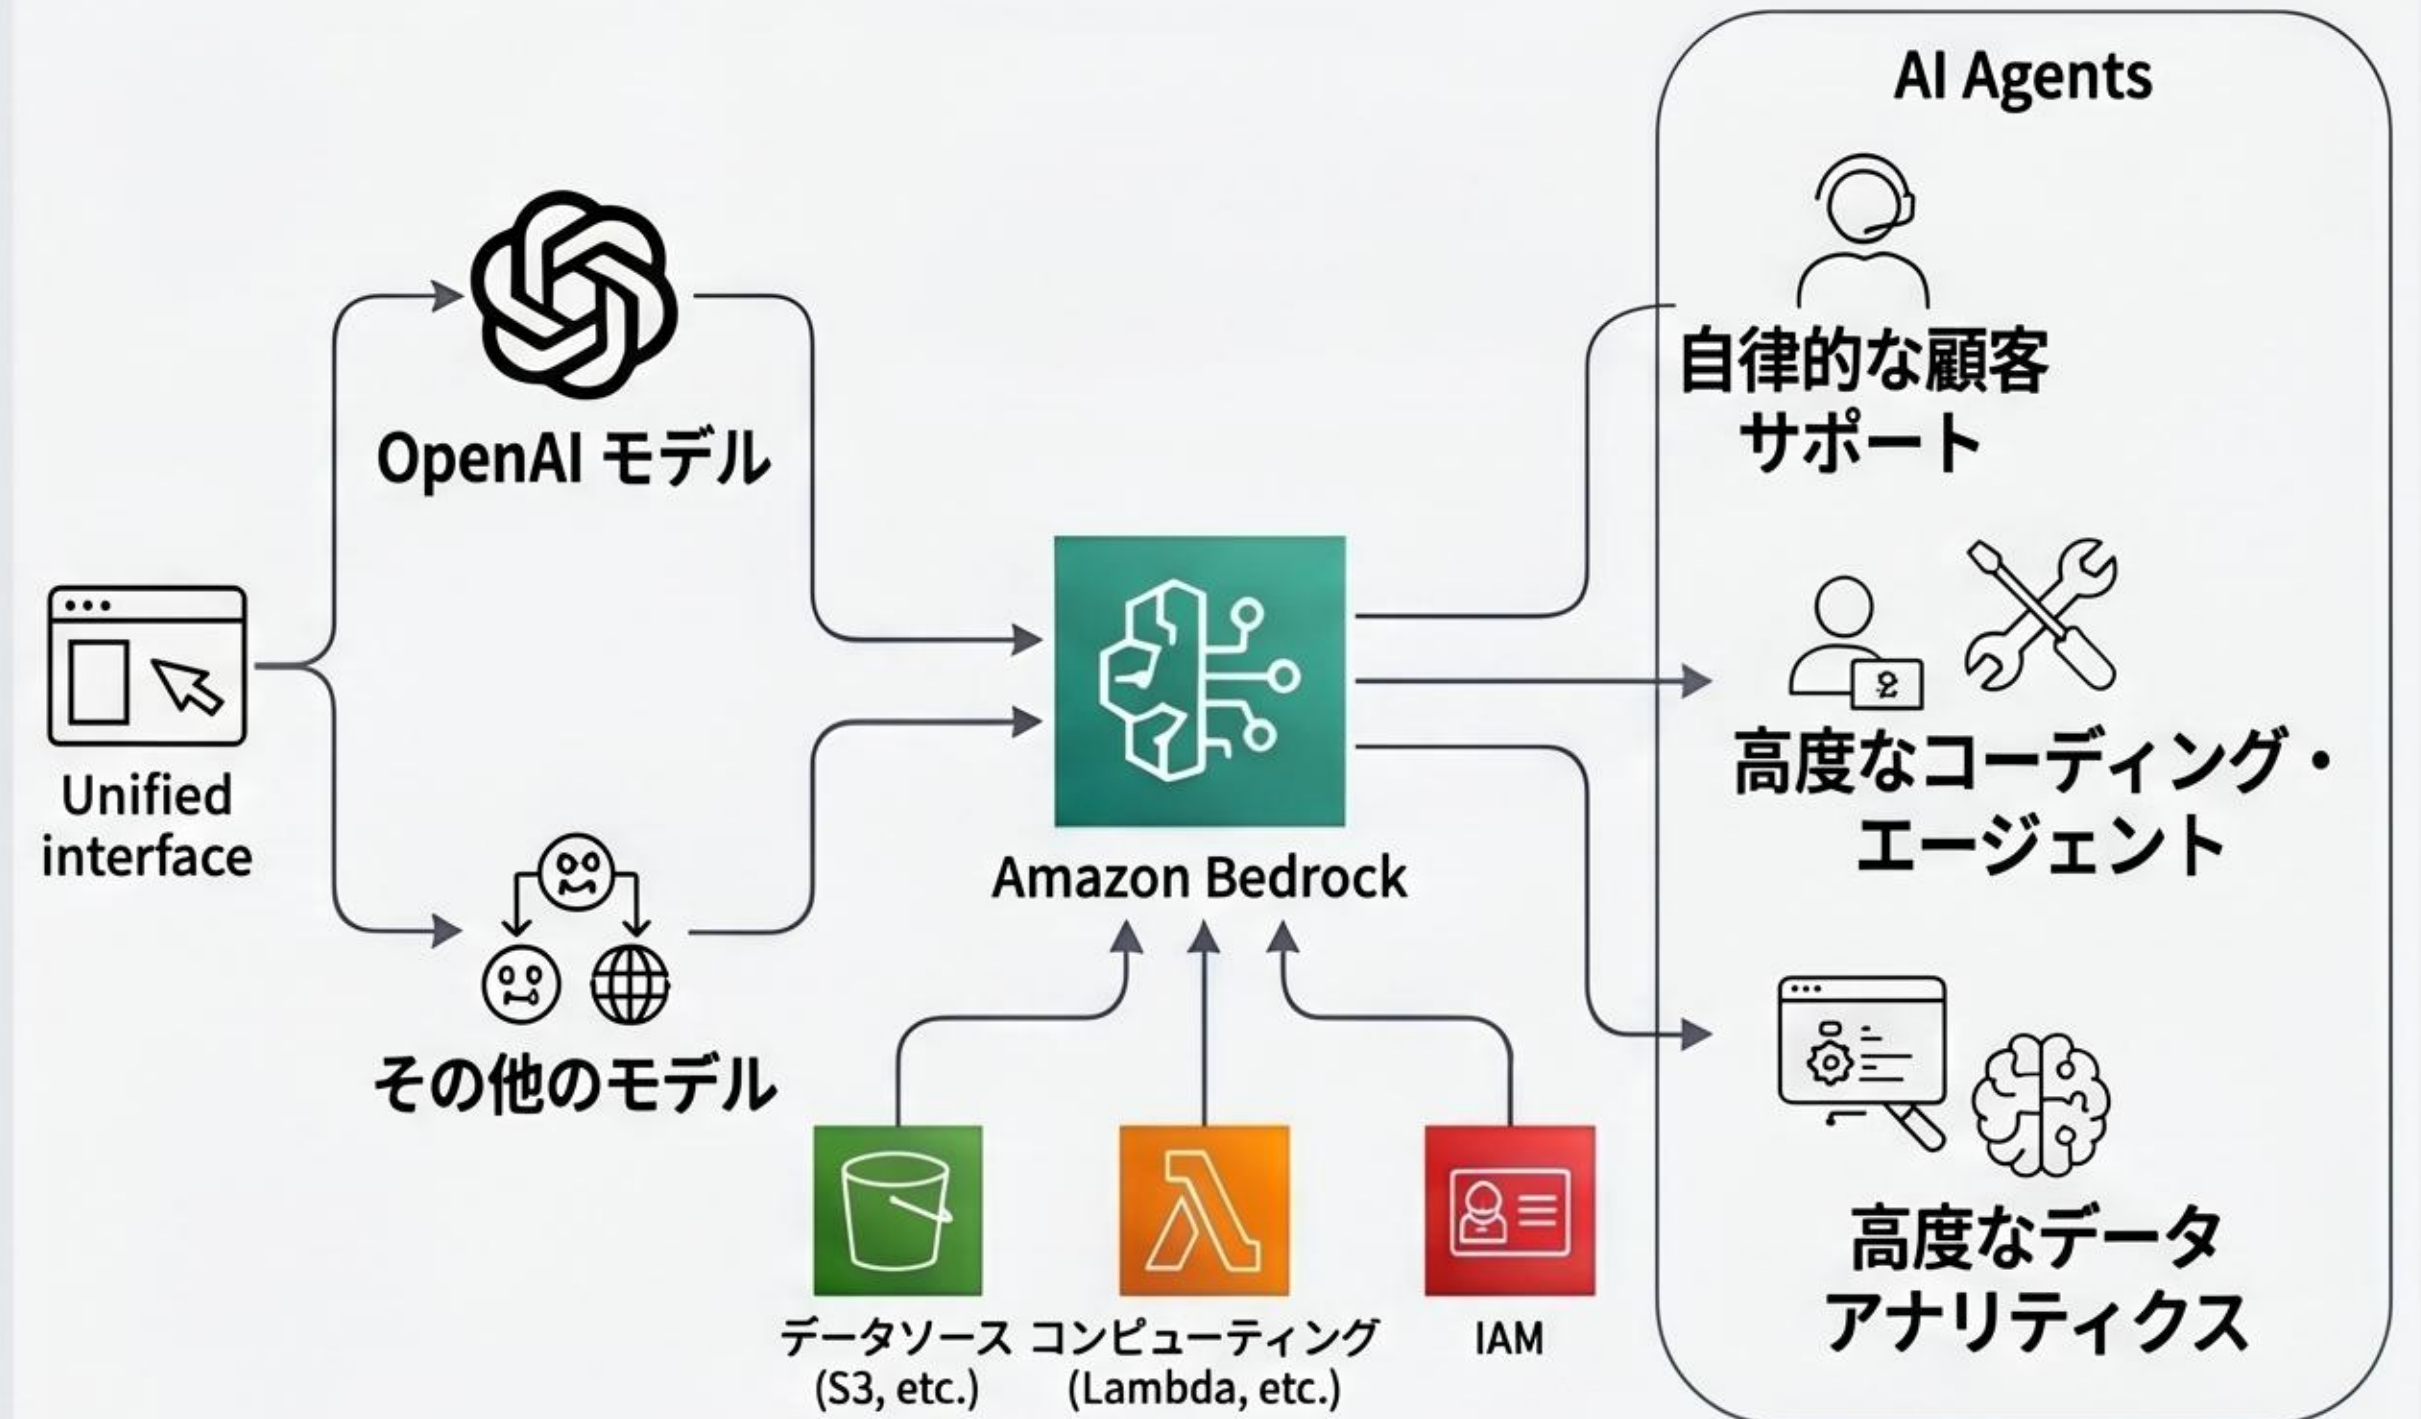 AI Agents
OpenAI モデル
自律的な顧客
サポート
Unified
interface
Amazon Bedrock
高度なコーディング・
エージェント
その他のモデル
データソース
(S3, etc.)
コンピューティング
(Lambda, etc.)
IAM
高度なデータ
アナリティクス